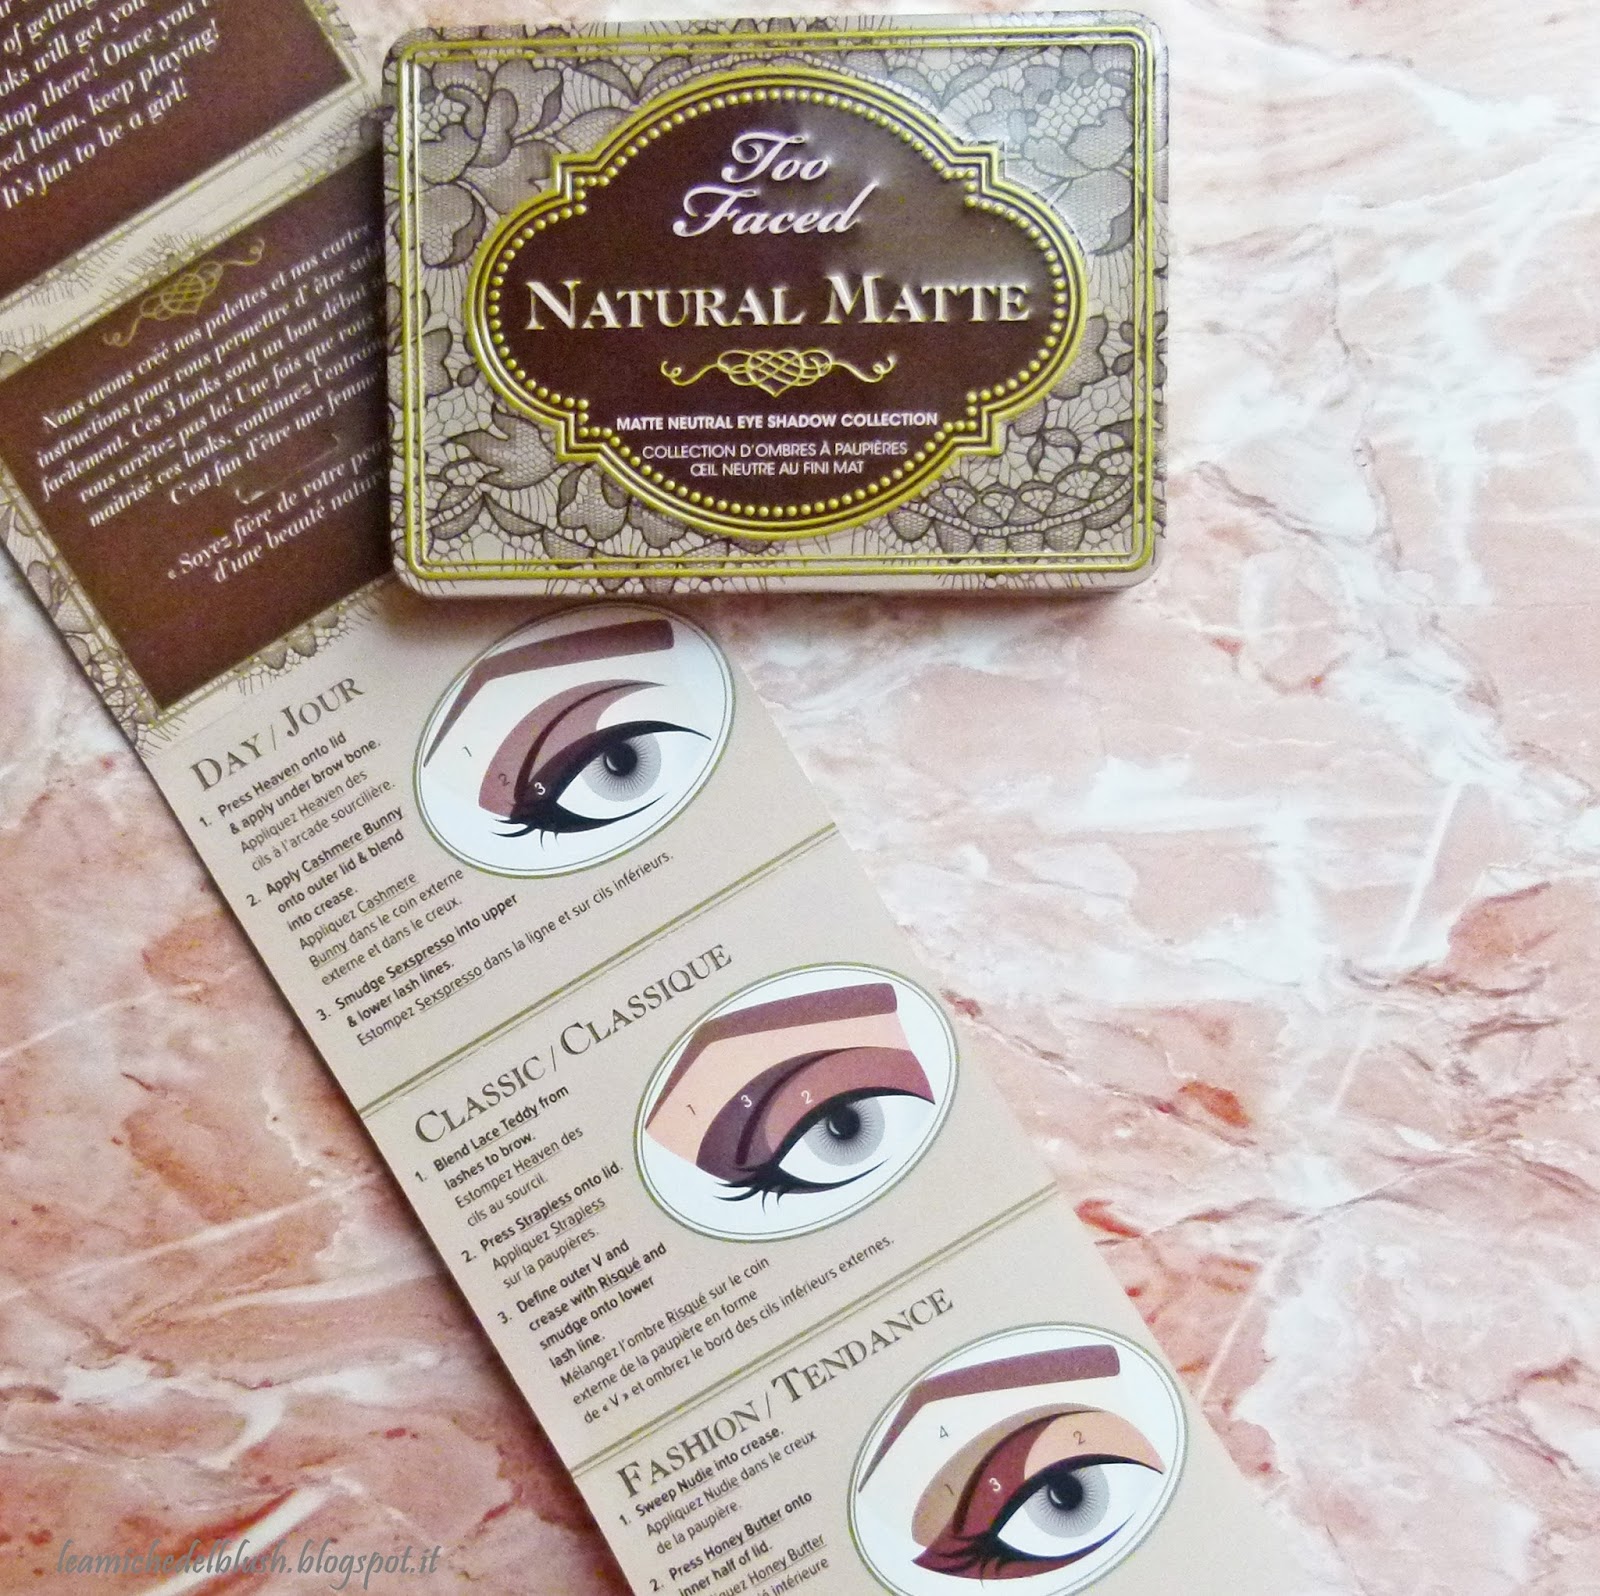 of getting
looks will get you
stop there! Once you
red them, keep playing!
It's fun to be a girl!
Nous avons créé nos palettes et nos cartes
instructions pour vous permettre d'être
facilement. Ces 3 looks sont un bon début
vous arrêtez pas la! Une fois que vous
maîtrisé ces looks, continuez
C'est fun d'être une femme
« Soyez fière de votre
d'une beauté
Too
Faced
NATURAL MATTE
MATTE NEUTRAL EYE SHADOW COLLECTION
COLLECTION D'OMBRES À PAUPIÈRES
ŒIL NEUTRE AU FINI MAT
DAY / JOUR
1. Press Heaven onto lid
& apply under brow bone.
Appliquez Heaven des
cils à l'arcade sourcilière.
2. Apply Cashmere Bunny
onto outer lid & blend
into crease.
Appliquez Cashmere
Bunny dans le coin externe
externe et dans le creux.
3. Smudge Sexspresso into upper
& lower lash lines.
Estompez Sexspresso dans la ligne et sur cils inférieurs.
1
2
3
CLASSIC / CLASSIQUE
1. Blend Lace Teddy from
lashes to brow.
Estompez Heaven des
cils au sourcil.
2. Press Strapless onto lid.
Appliquez Strapless
sur la paupières.
3. Define outer V and
crease with Risqué and
smudge onto lower
lash line.
Mélangez l'ombre Risqué sur le coin
externe de la paupière en forme
de « V » et ombrez le bord des cils inférieurs externes.
1
3
2
FASHION / TENDANCE
1. Sweep Nudie into crease.
Appliquez Nudie dans le creux
de la paupière.
2. Press Honey Butter onto
inner half of lid.
Honey Butter
intérieure
4
1
3
2
leamichedelblush.blogspot.it